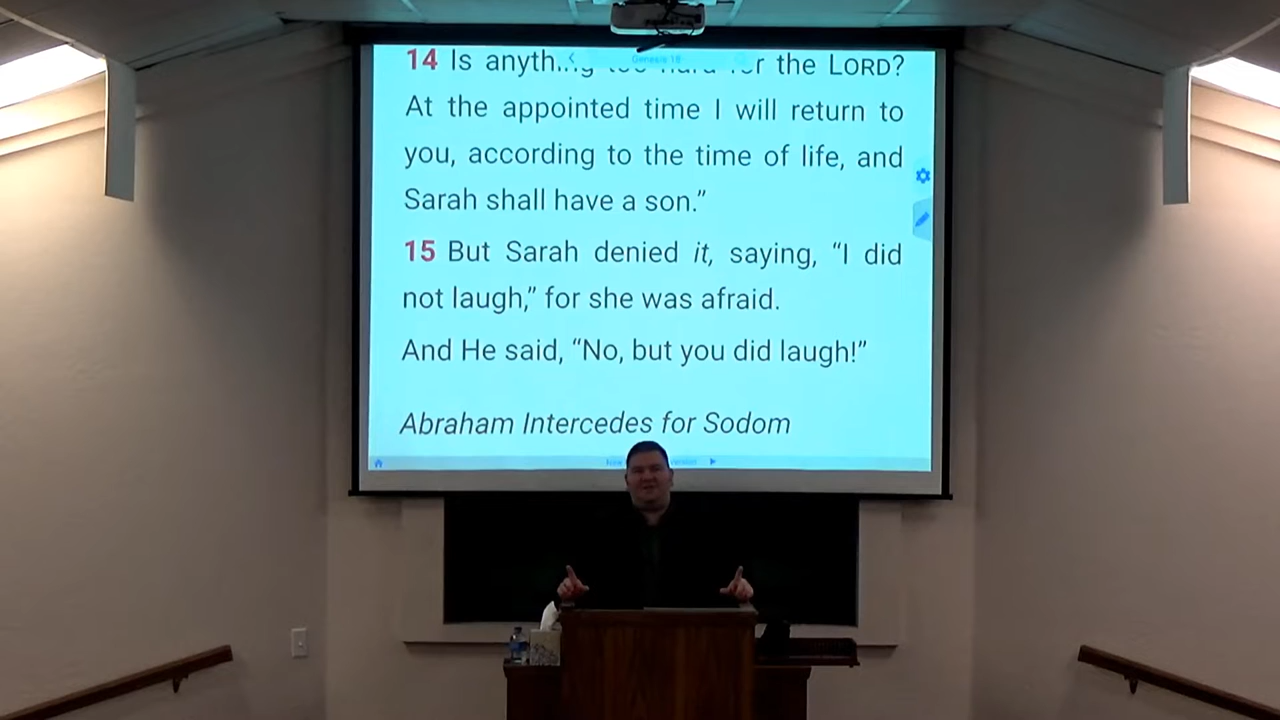 14 Is anyth the LORD?
Genesis 18
At the appointed time I will return to
you, according to the time of life, and
Sarah shall have a son.”
15 But Sarah denied it, saying, “I did
not laugh,” for she was afraid.
And He said, “No, but you did laugh!”
Abraham Intercedes for Sodom